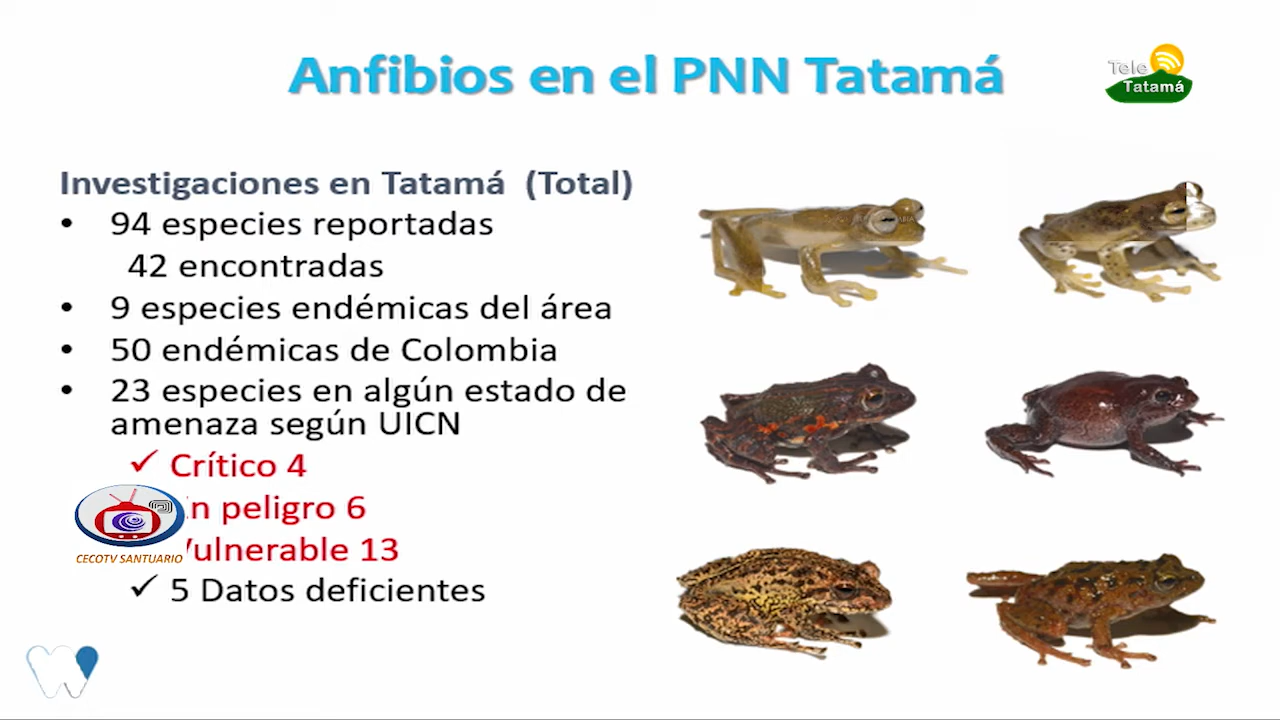 Anfibios en el PNN Tatamá
Tele
Tatamá
Investigaciones en Tatamá (Total)
• 94 especies reportadas
42 encontradas
• 9 especies endémicas del área
• 50 endémicas de Colombia
• 23 especies en algún estado de
amenaza según UICN
✓ Crítico 4
n peligro 6
ulnerable 13
✓ 5 Datos deficientes
CECOTV SANTUARIO